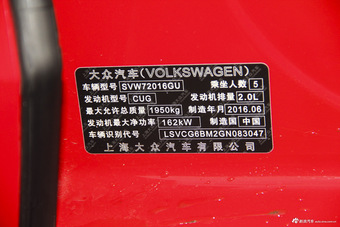 大众汽车(VOLKSWAGEN)
车辆型号 SVW72016GU 乘坐人数 5
发动机型号 CUG 发动机排量 2.0L
最大允许总质量 1950kg 制造年月 2016.06
发动机最大净功率 162kW 制造国 中国
车辆识别代号 LSVCG6BM2GN083047
上海大众汽车有限公司